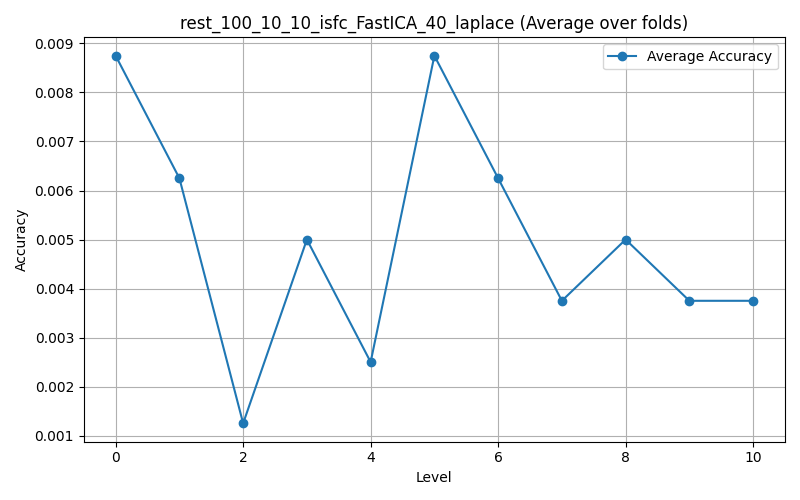 rest_100_10_10_isfc_FastICA_40_laplace (Average over folds)
Average Accuracy
Accuracy
0.009
0.008
0.007
0.006
0.005
0.004
0.003
0.002
0.001
0 2 4 6 8 10
Level